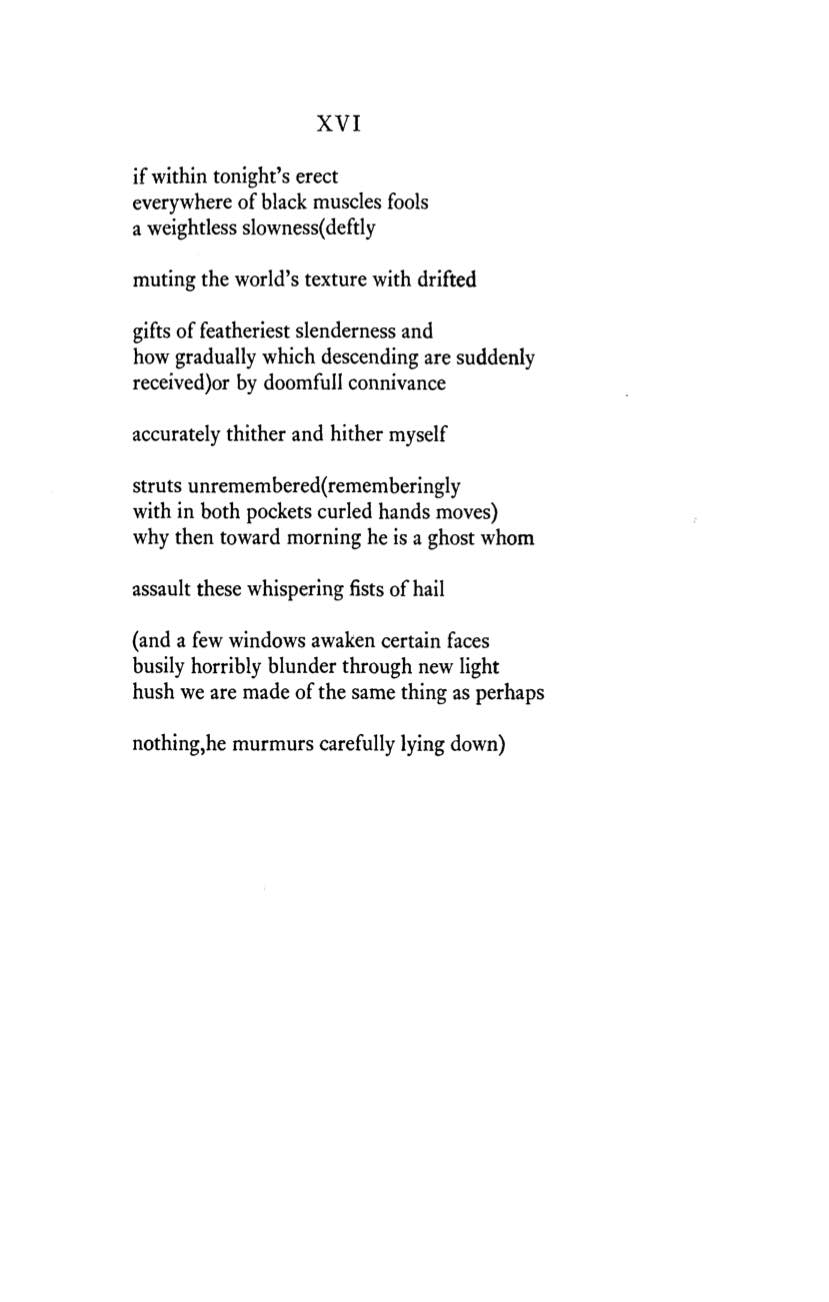 XVI
if within tonight's erect
everywhere of black muscles fools
a weightless slowness(deftly
muting the world's texture with drifted
gifts of featheriest slenderness and
how gradually which descending are suddenly
received)or by doomfull connivance
accurately thither and hither myself
struts unremembered(rememberingly
with in both pockets curled hands moves)
why then toward morning he is a ghost whom
assault these whispering fists of hail
(and a few windows awaken certain faces
busily horribly blunder through new light
hush we are made of the same thing as perhaps
nothing,he murmurs carefully lying down)